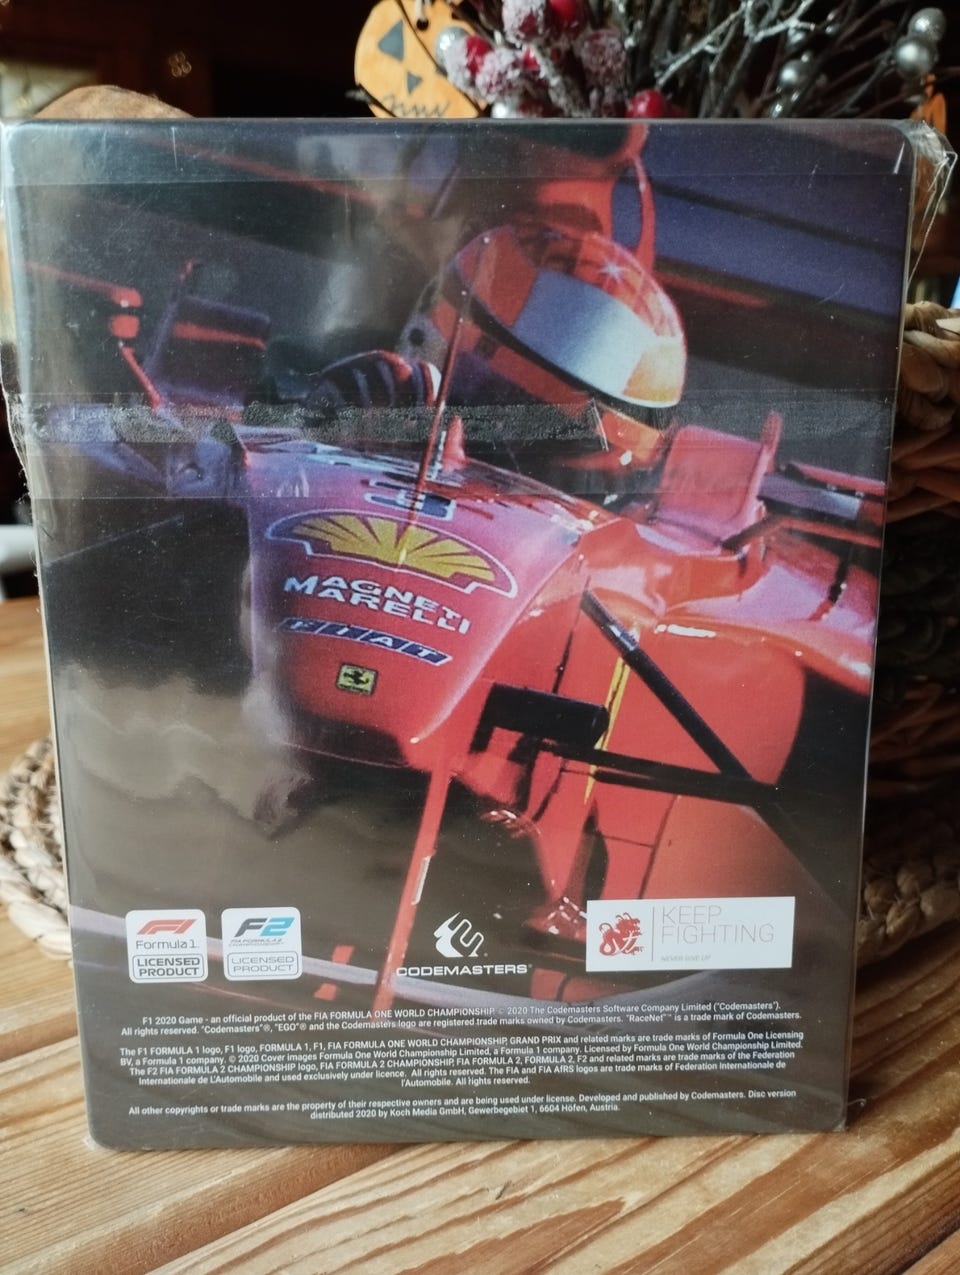 MAGNETI
MARELLI
FIAT
F1
Formula 1
LICENSED
PRODUCT
F2
FIA FORMULA 2
CHAMPIONSHIP
LICENSED
PRODUCT
CODEMASTERS®
KEEP
FIGHTING
NEVER GIVE UP
F1 2020 Game - an official product of the FIA FORMULA ONE WORLD CHAMPIONSHIP. © 2020 The Codemasters Software Company Limited ("Codemasters").
All rights reserved. "Codemasters"®, "EGO"® and the Codemasters logo are registered trade marks owned by Codemasters. "RaceNet"™ is a trade mark of Codemasters.
The F1 FORMULA 1 logo, F1 logo, FORMULA 1, F1, FIA FORMULA ONE WORLD CHAMPIONSHIP, GRAND PRIX and related marks are trade marks of Formula One Licensing
BV, a Formula 1 company. © 2020 Cover images Formula One World Championship Limited, a Formula 1 company. Licensed by Formula One World Championship Limited.
The F2 FIA FORMULA 2 CHAMPIONSHIP logo, FIA FORMULA 2 CHAMPIONSHIP, FIA FORMULA 2, FORMULA 2, F2 and related marks are trade marks of the Federation
Internationale de L'Automobile and used exclusively under licence. All rights reserved. The FIA and FIA AfRS logos are trade marks of Federation Internationale de
l'Automobile. All rights reserved.
All other copyrights or trade marks are the property of their respective owners and are being used under license. Developed and published by Codemasters. Disc version
distributed 2020 by Koch Media GmbH, Gewerbegebiet 1, 6604 Höfen, Austria.